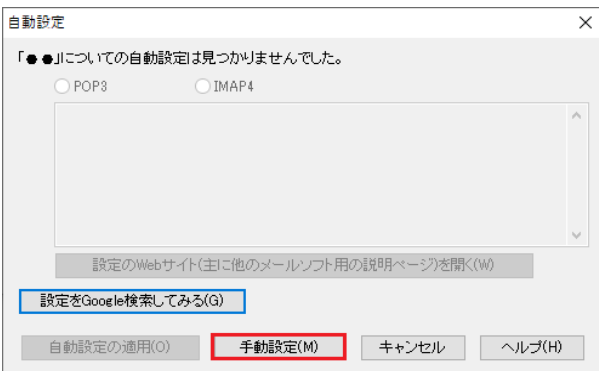 自動設定
「●●」についての自動設定は見つかりませんでした。
POP3 IMAP4
設定のWebサイト(主に他のメールソフト用の説明ページ)を開く(W)
設定をGoogle検索してみる(G)
自動設定の適用(O) 手動設定(M) キャンセル ヘルプ(H)